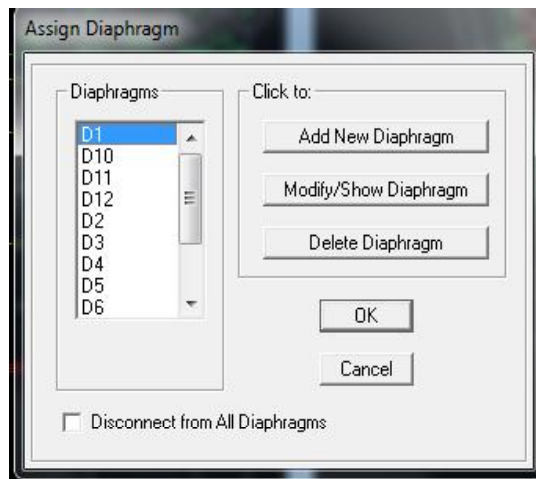 Assign Diaphragm
Diaphragms
D1
D10
D11
D12
D2
D3
D4
D5
D6
Click to:
Add New Diaphragm
Modify/Show Diaphragm
Delete Diaphragm
OK
Cancel
Disconnect from All Diaphragms